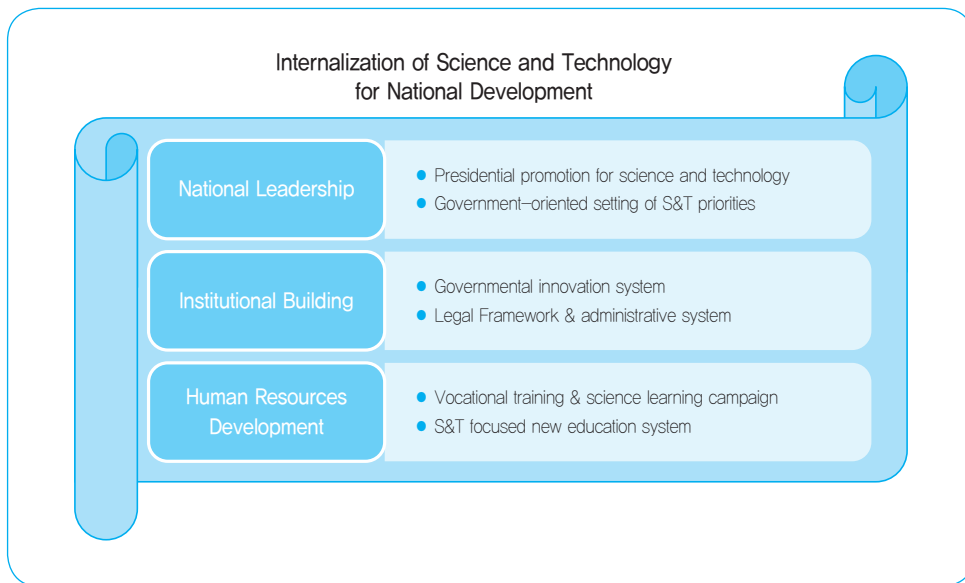 Internalization of Science and Technology
for National Development
National Leadership
● Presidential promotion for science and technology
● Government-oriented setting of S&T priorities
Institutional Building
● Governmental innovation system
● Legal Framework & administrative system
Human Resources
Development
● Vocational training & science learning campaign
● S&T focused new education system